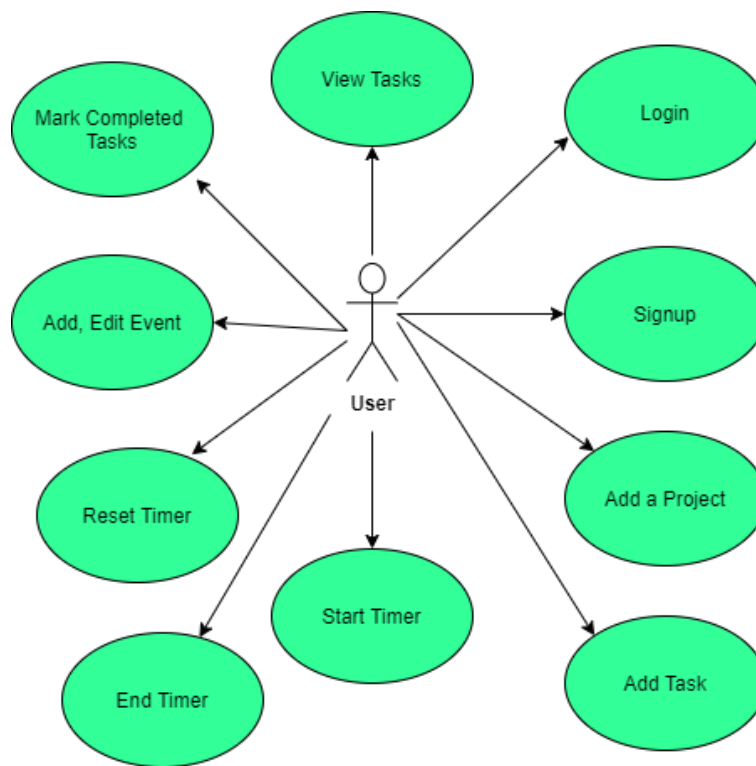 View Tasks
Mark Completed
Tasks
Login
Add, Edit Event
Signup
User
Reset Timer
Add a Project
Start Timer
End Timer
Add Task